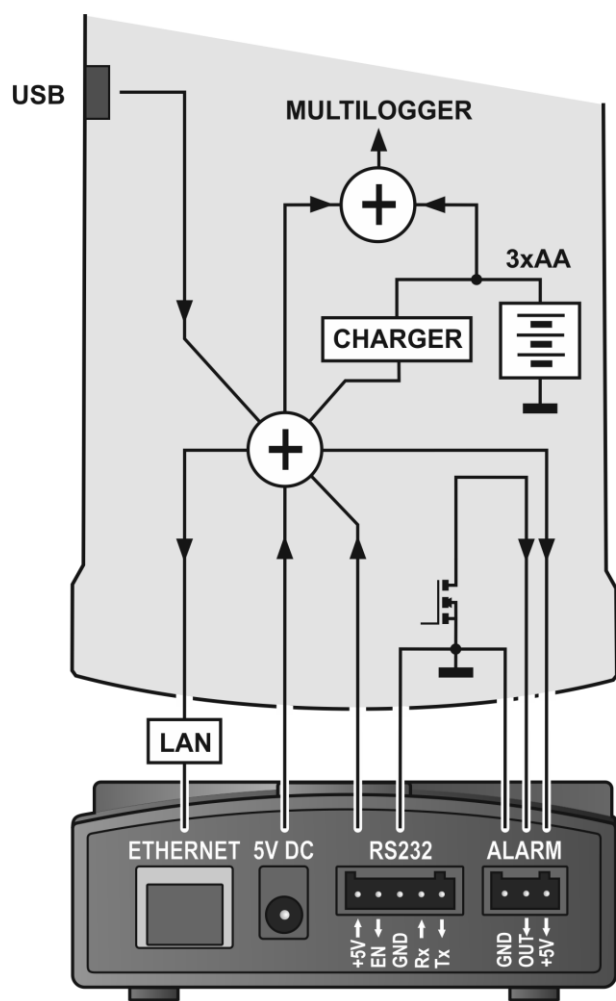 USB
MULTILOGGER
3xAA
CHARGER
LAN
ETHERNET 5V DC RS232 ALARM
+5V
EN
GND
Rx
Tx
GND
OUT
+5V